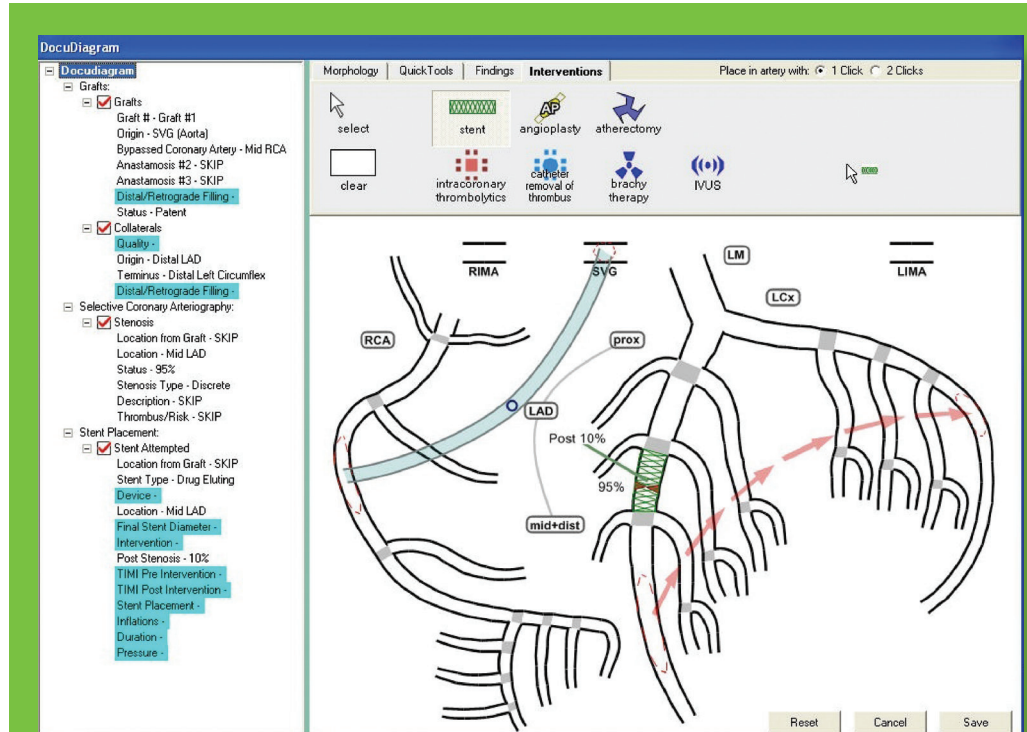 DocuDiagram
Docudiagram
Grafts:
Grafts
Graft # - Graft #1
Origin - SVG (Aorta)
Bypassed Coronary Artery - Mid RCA
Anastamosis #2 - SKIP
Anastamosis #3 - SKIP
Distal/Retrograde Filling -
Status - Patent
Collaterals
Quality -
Origin - Distal LAD
Terminus - Distal Left Circumflex
Distal/Retrograde Filling -
Selective Coronary Arteriography:
Stenosis
Location from Graft - SKIP
Location - Mid LAD
Status - 95%
Stenosis Type - Discrete
Description - SKIP
Thrombus/Risk - SKIP
Stent Placement:
Stent Attempted
Location from Graft - SKIP
Stent Type - Drug Eluting
Device -
Location - Mid LAD
Final Stent Diameter -
Intervention -
Post Stenosis - 10%
TIMI Pre Intervention -
TIMI Post Intervention -
Stent Placement -
Inflations -
Duration -
Pressure -
Morphology QuickTools Findings Interventions Place in artery with: 1 Click 2 Clicks
select
stent
AP
angioplasty
atherectomy
clear
intracoronary
thrombolytics
catheter
removal of
thrombus
brachy
therapy
IVUS
RIMA
SVG
LM
LIMA
LCx
RCA
prox
LAD
Post 10%
95%
mid+dist
Reset Cancel Save